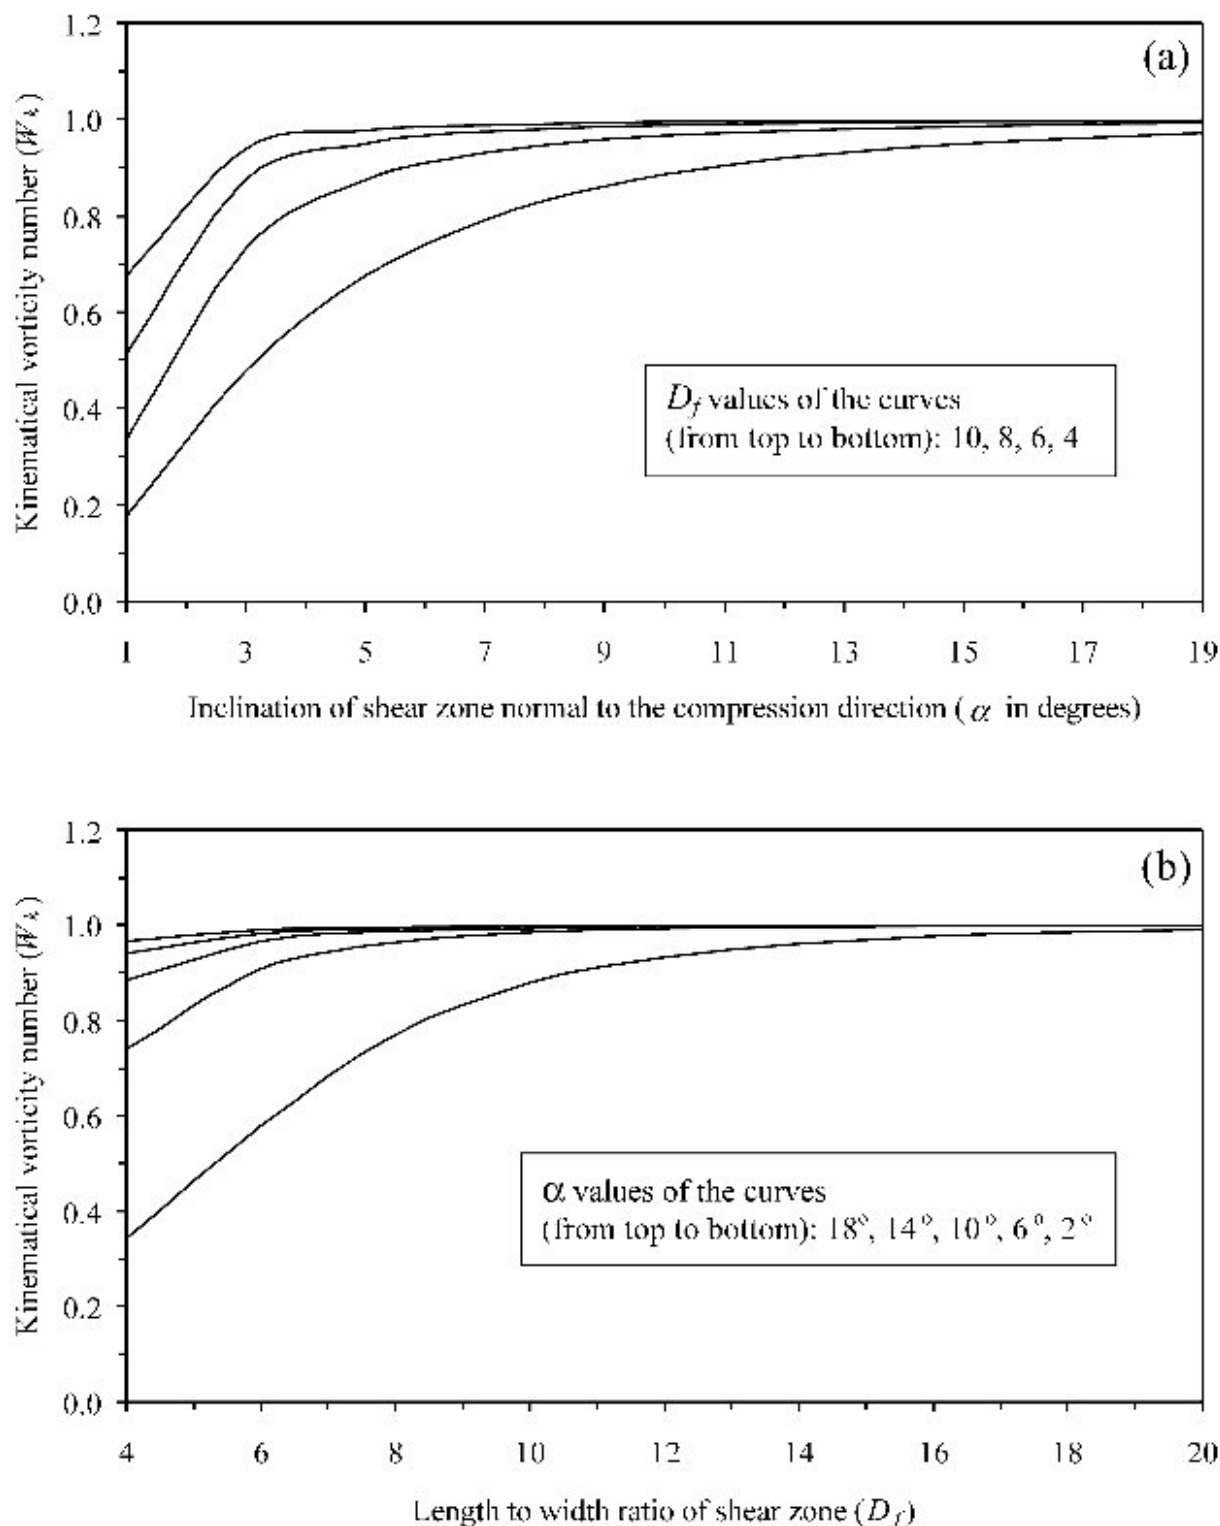 (a)
Kinematical vorticity number (Wk)
1.2
1.0
0.8
0.6
0.4
0.2
0.0
Df values of the curves
(from top to bottom): 10, 8, 6, 4
1 3 5 7 9 11 13 15 17 19
Inclination of shear zone normal to the compression direction (α in degrees)
(b)
Kinematical vorticity number (Wk)
1.2
1.0
0.8
0.6
0.4
0.2
0.0
α values of the curves
(from top to bottom): 18°, 14°, 10°, 6°, 2°
4 6 8 10 12 14 16 18 20
Length to width ratio of shear zone (Df)